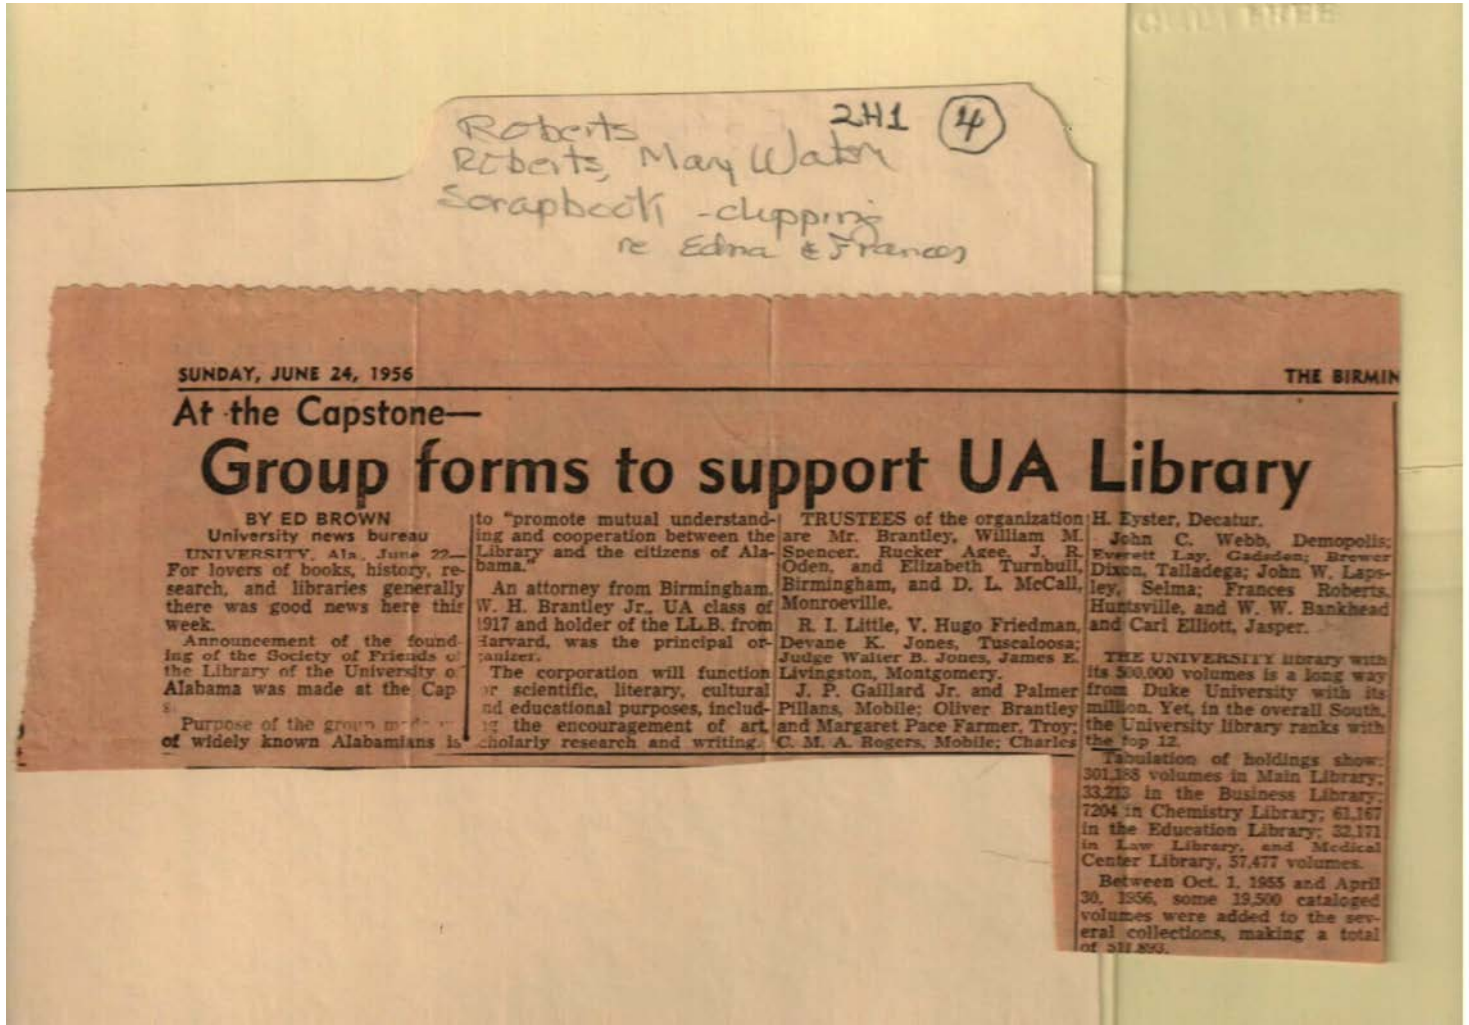 2H1 4
Roberts
Roberts, Mary Watson
Scrapbook - clipping
re Edna & Frances
SUNDAY, JUNE 24, 1956
THE BIRMIN
At the Capstone—
Group forms to support UA Library
BY ED BROWN
University news bureau
UNIVERSITY, Ala., June 22—
For lovers of books, history, re-
search, and libraries generally
there was good news here this
week.
Announcement of the found-
ing of the Society of Friends of
the Library of the University of
Alabama was made at the Cap
s
Purpose of the group made
of widely known Alabamians is
to "promote mutual understand-
ing and cooperation between the
Library and the citizens of Ala-
bama."
An attorney from Birmingham,
W. H. Brantley Jr., UA class of
1917 and holder of the LL.B. from
Harvard, was the principal or-
ganizer.
The corporation will function
or scientific, literary, cultural
nd educational purposes, includ-
ng the encouragement of art,
cholarly research and writing.
TRUSTEES of the organization
are Mr. Brantley, William M.
Spencer, Rucker Agee, J. R.
Oden, and Elizabeth Turnbull,
Birmingham, and D. L. McCall,
Monroeville.
R. I. Little, V. Hugo Friedman,
Devane K. Jones, Tuscaloosa;
Judge Walter B. Jones, James E.
Livingston, Montgomery.
J. P. Gaillard Jr. and Palmer
Pillans, Mobile; Oliver Brantley
and Margaret Pace Farmer, Troy;
C. M. A. Rogers, Mobile; Charles
H. Eyster, Decatur.
John C. Webb, Demopolis;
Everett Lay, Gadsden; Brewer
Dixon, Talladega; John W. Laps-
ley, Selma; Frances Roberts,
Huntsville, and W. W. Bankhead
and Carl Elliott, Jasper.
THE UNIVERSITY library with
its 500,000 volumes is a long way
from Duke University with its
million. Yet, in the overall South,
the University library ranks with
the top 12.
Tabulation of holdings show:
301,188 volumes in Main Library;
33,213 in the Business Library;
7204 in Chemistry Library; 61,167
in the Education Library; 32,171
in Law Library, and Medical
Center Library, 57,477 volumes.
Between Oct. 1, 1955 and April
30, 1956, some 19,500 cataloged
volumes were added to the sev-
eral collections, making a total
of 511,893.